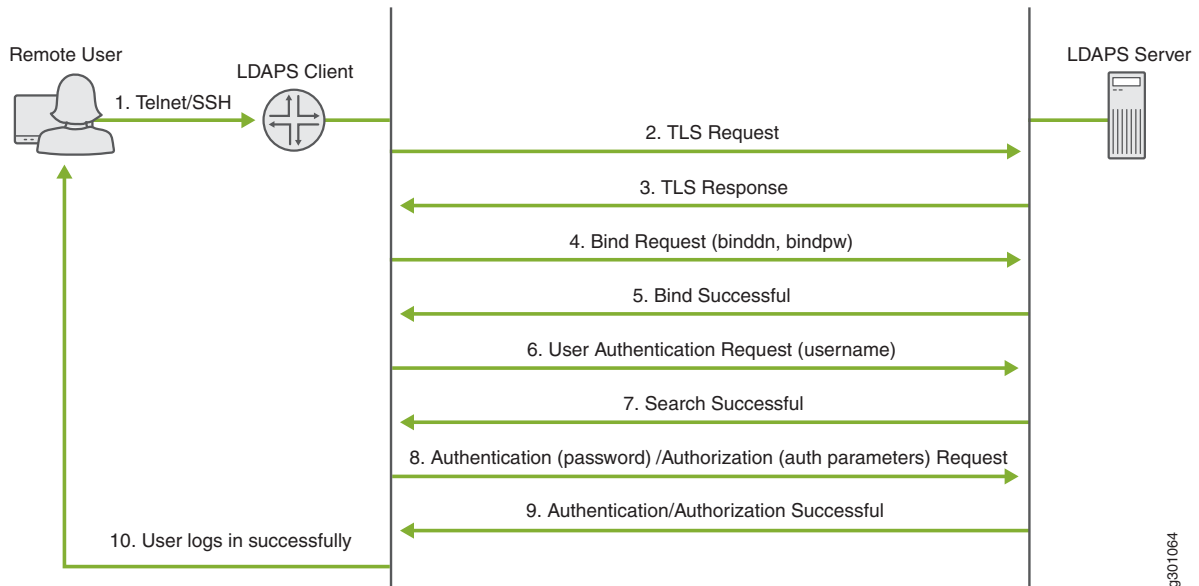 Remote User
LDAPS Client
LDAPS Server
1. Telnet/SSH
2. TLS Request
3. TLS Response
4. Bind Request (binddn, bindpw)
5. Bind Successful
6. User Authentication Request (username)
7. Search Successful
8. Authentication (password) /Authorization (auth parameters) Request
9. Authentication/Authorization Successful
10. User logs in successfully
g301064